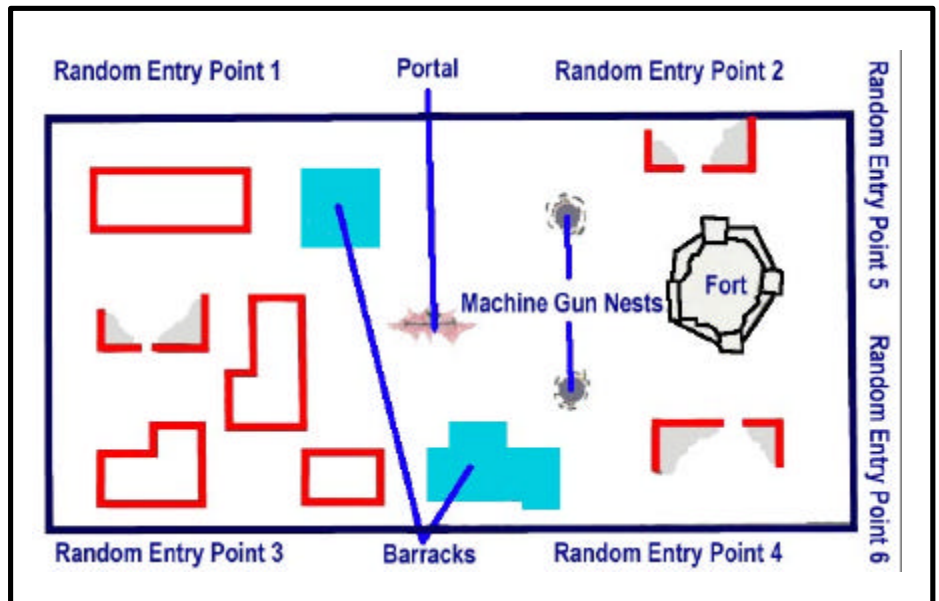 Random Entry Point 1
Portal
Random Entry Point 2
Random Entry Point 5
Machine Gun Nests
Fort
Random Entry Point 6
Random Entry Point 3
Barracks
Random Entry Point 4